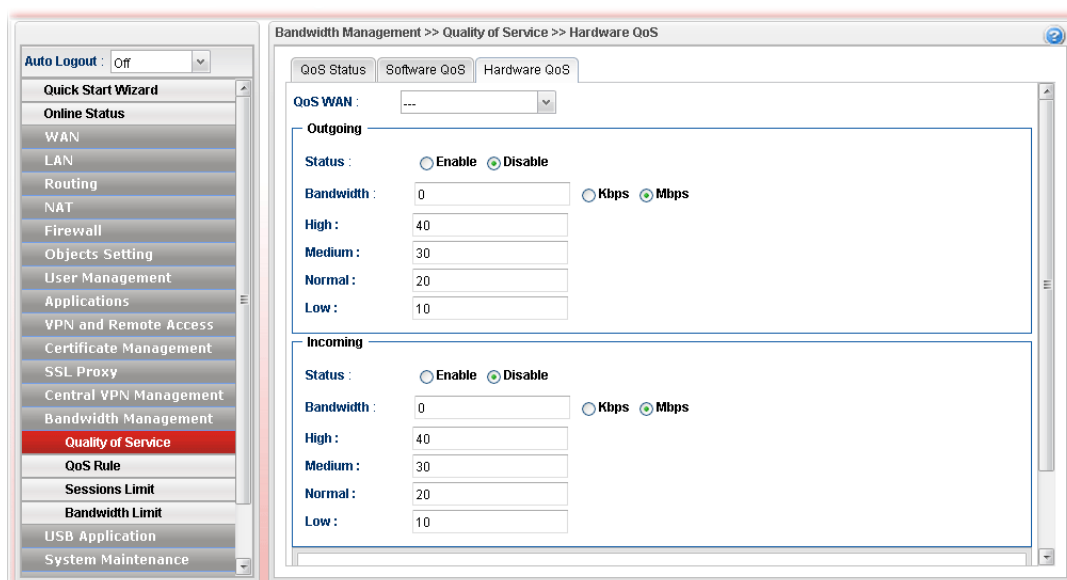 Auto Logout : Off
Quick Start Wizard
Online Status
WAN
LAN
Routing
NAT
Firewall
Objects Setting
User Management
Applications
VPN and Remote Access
Certificate Management
SSL Proxy
Central VPN Management
Bandwidth Management
Quality of Service
QoS Rule
Sessions Limit
Bandwidth Limit
USB Application
System Maintenance
Bandwidth Management >> Quality of Service >> Hardware QoS
QoS Status Software QoS Hardware QoS
QoS WAN : ---
Outgoing
Status : Enable Disable
Bandwidth : 0 Kbps Mbps
High : 40
Medium : 30
Normal : 20
Low : 10
Incoming
Status : Enable Disable
Bandwidth : 0 Kbps Mbps
High : 40
Medium : 30
Normal : 20
Low : 10